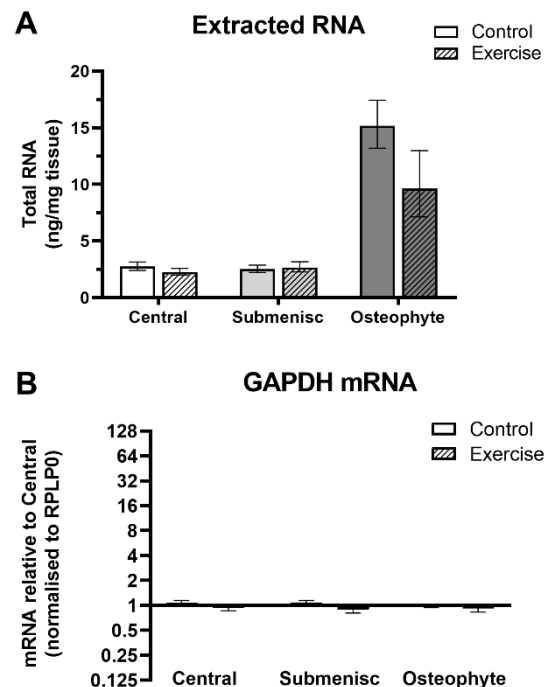 A
Extracted RNA
Control
Exercise
Total RNA
(ng/mg tissue)
20
15
10
5
0
Central
Submenisc
Osteophyte
B
GAPDH mRNA
Control
Exercise
mRNA relative to Central
(normalised to RPLP0)
128
64
32
16
8
4
2
1
0.5
0.25
0.125
Central
Submenisc
Osteophyte